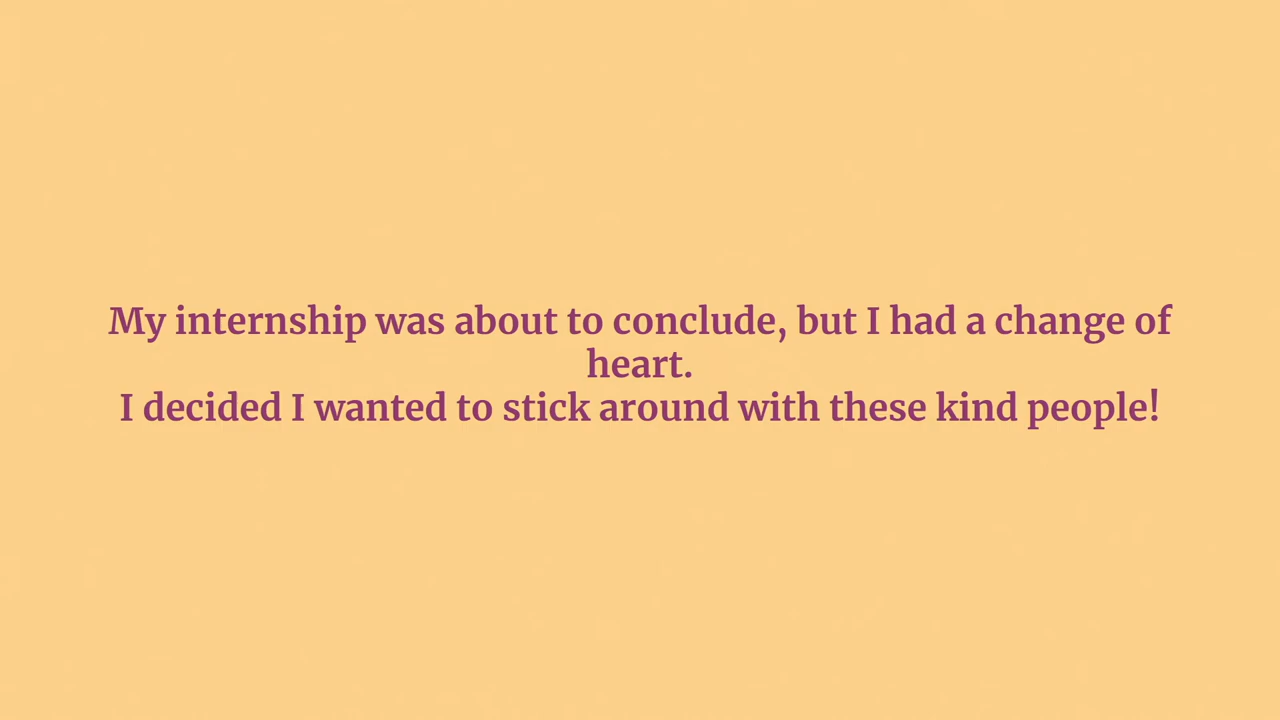 My internship was about to conclude, but I had a change of
heart.
I decided I wanted to stick around with these kind people!